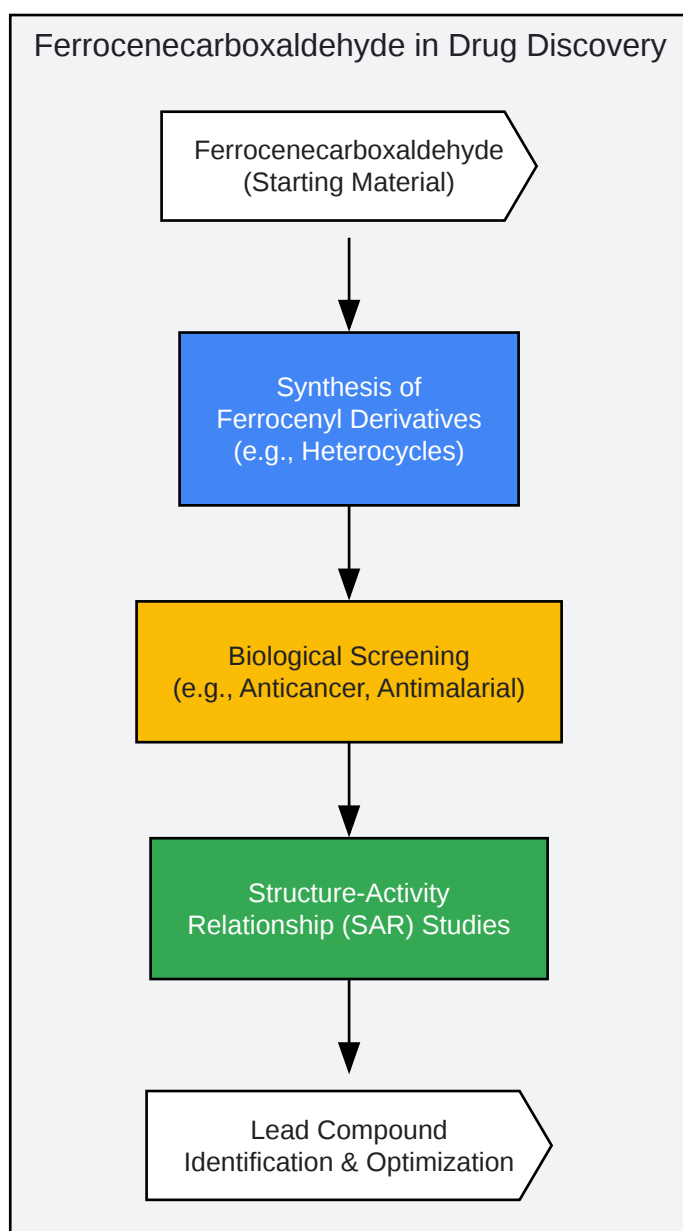 Ferrocenecarboxaldehyde in Drug Discovery
Ferrocenecarboxaldehyde
(Starting Material)
Synthesis of
Ferrocenyl Derivatives
(e.g., Heterocycles)
Biological Screening
(e.g., Anticancer, Antimalarial)
Structure-Activity
Relationship (SAR) Studies
Lead Compound
Identification & Optimization